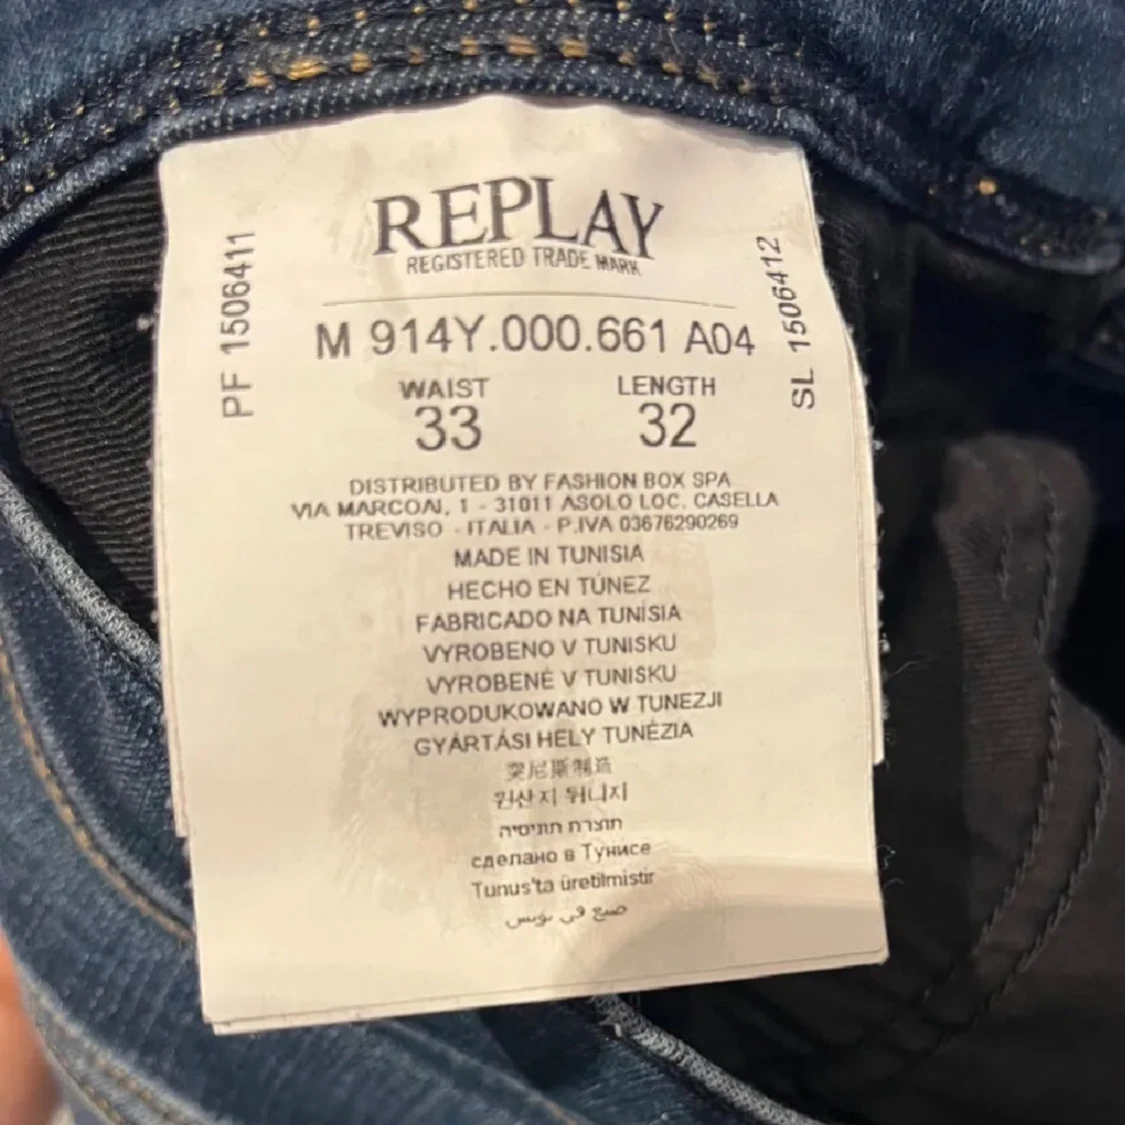 REPLAY
REGISTERED TRADE MARK
PF 1506411
SL 1506412
M 914Y.000.661 A04
WAIST LENGTH
33 32
DISTRIBUTED BY FASHION BOX SPA
VIA MARCONI, 1 - 31011 ASOLO LOC. CASELLA
TREVISO - ITALIA - P.IVA 03676290269
MADE IN TUNISIA
HECHO EN TÚNEZ
FABRICADO NA TUNÍSIA
VYROBENO V TUNISKU
VYROBENÉ V TUNISKU
WYPRODUKOWANO W TUNEZJI
GYÁRTÁSI HELY TUNÉZIA
突尼斯制造
원산지 튀니지
תוצרת תוניסיה
сделано в Тунисе
Tunus'ta üretilmistir
صنع في تونس